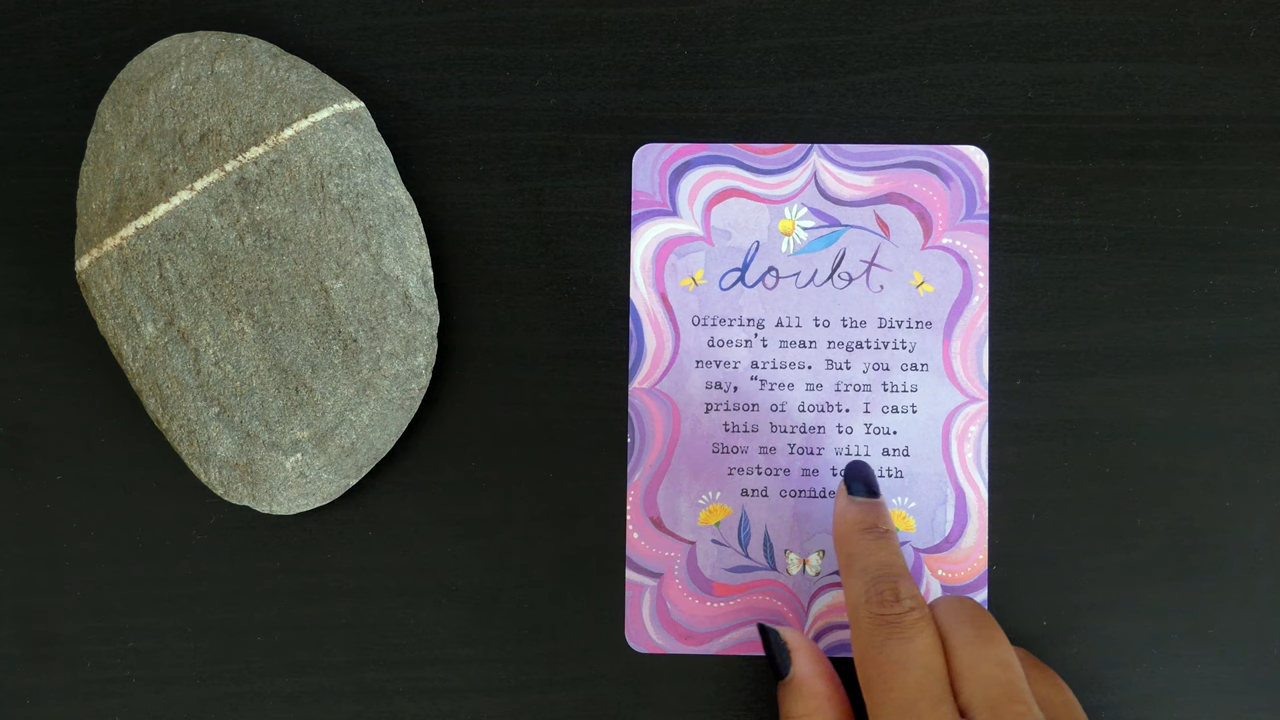 doubt
Offering All to the Divine
doesn't mean negativity
never arises. But you can
say, “Free me from this
prison of doubt. I cast
this burden to You.
Show me Your will and
restore me to
and